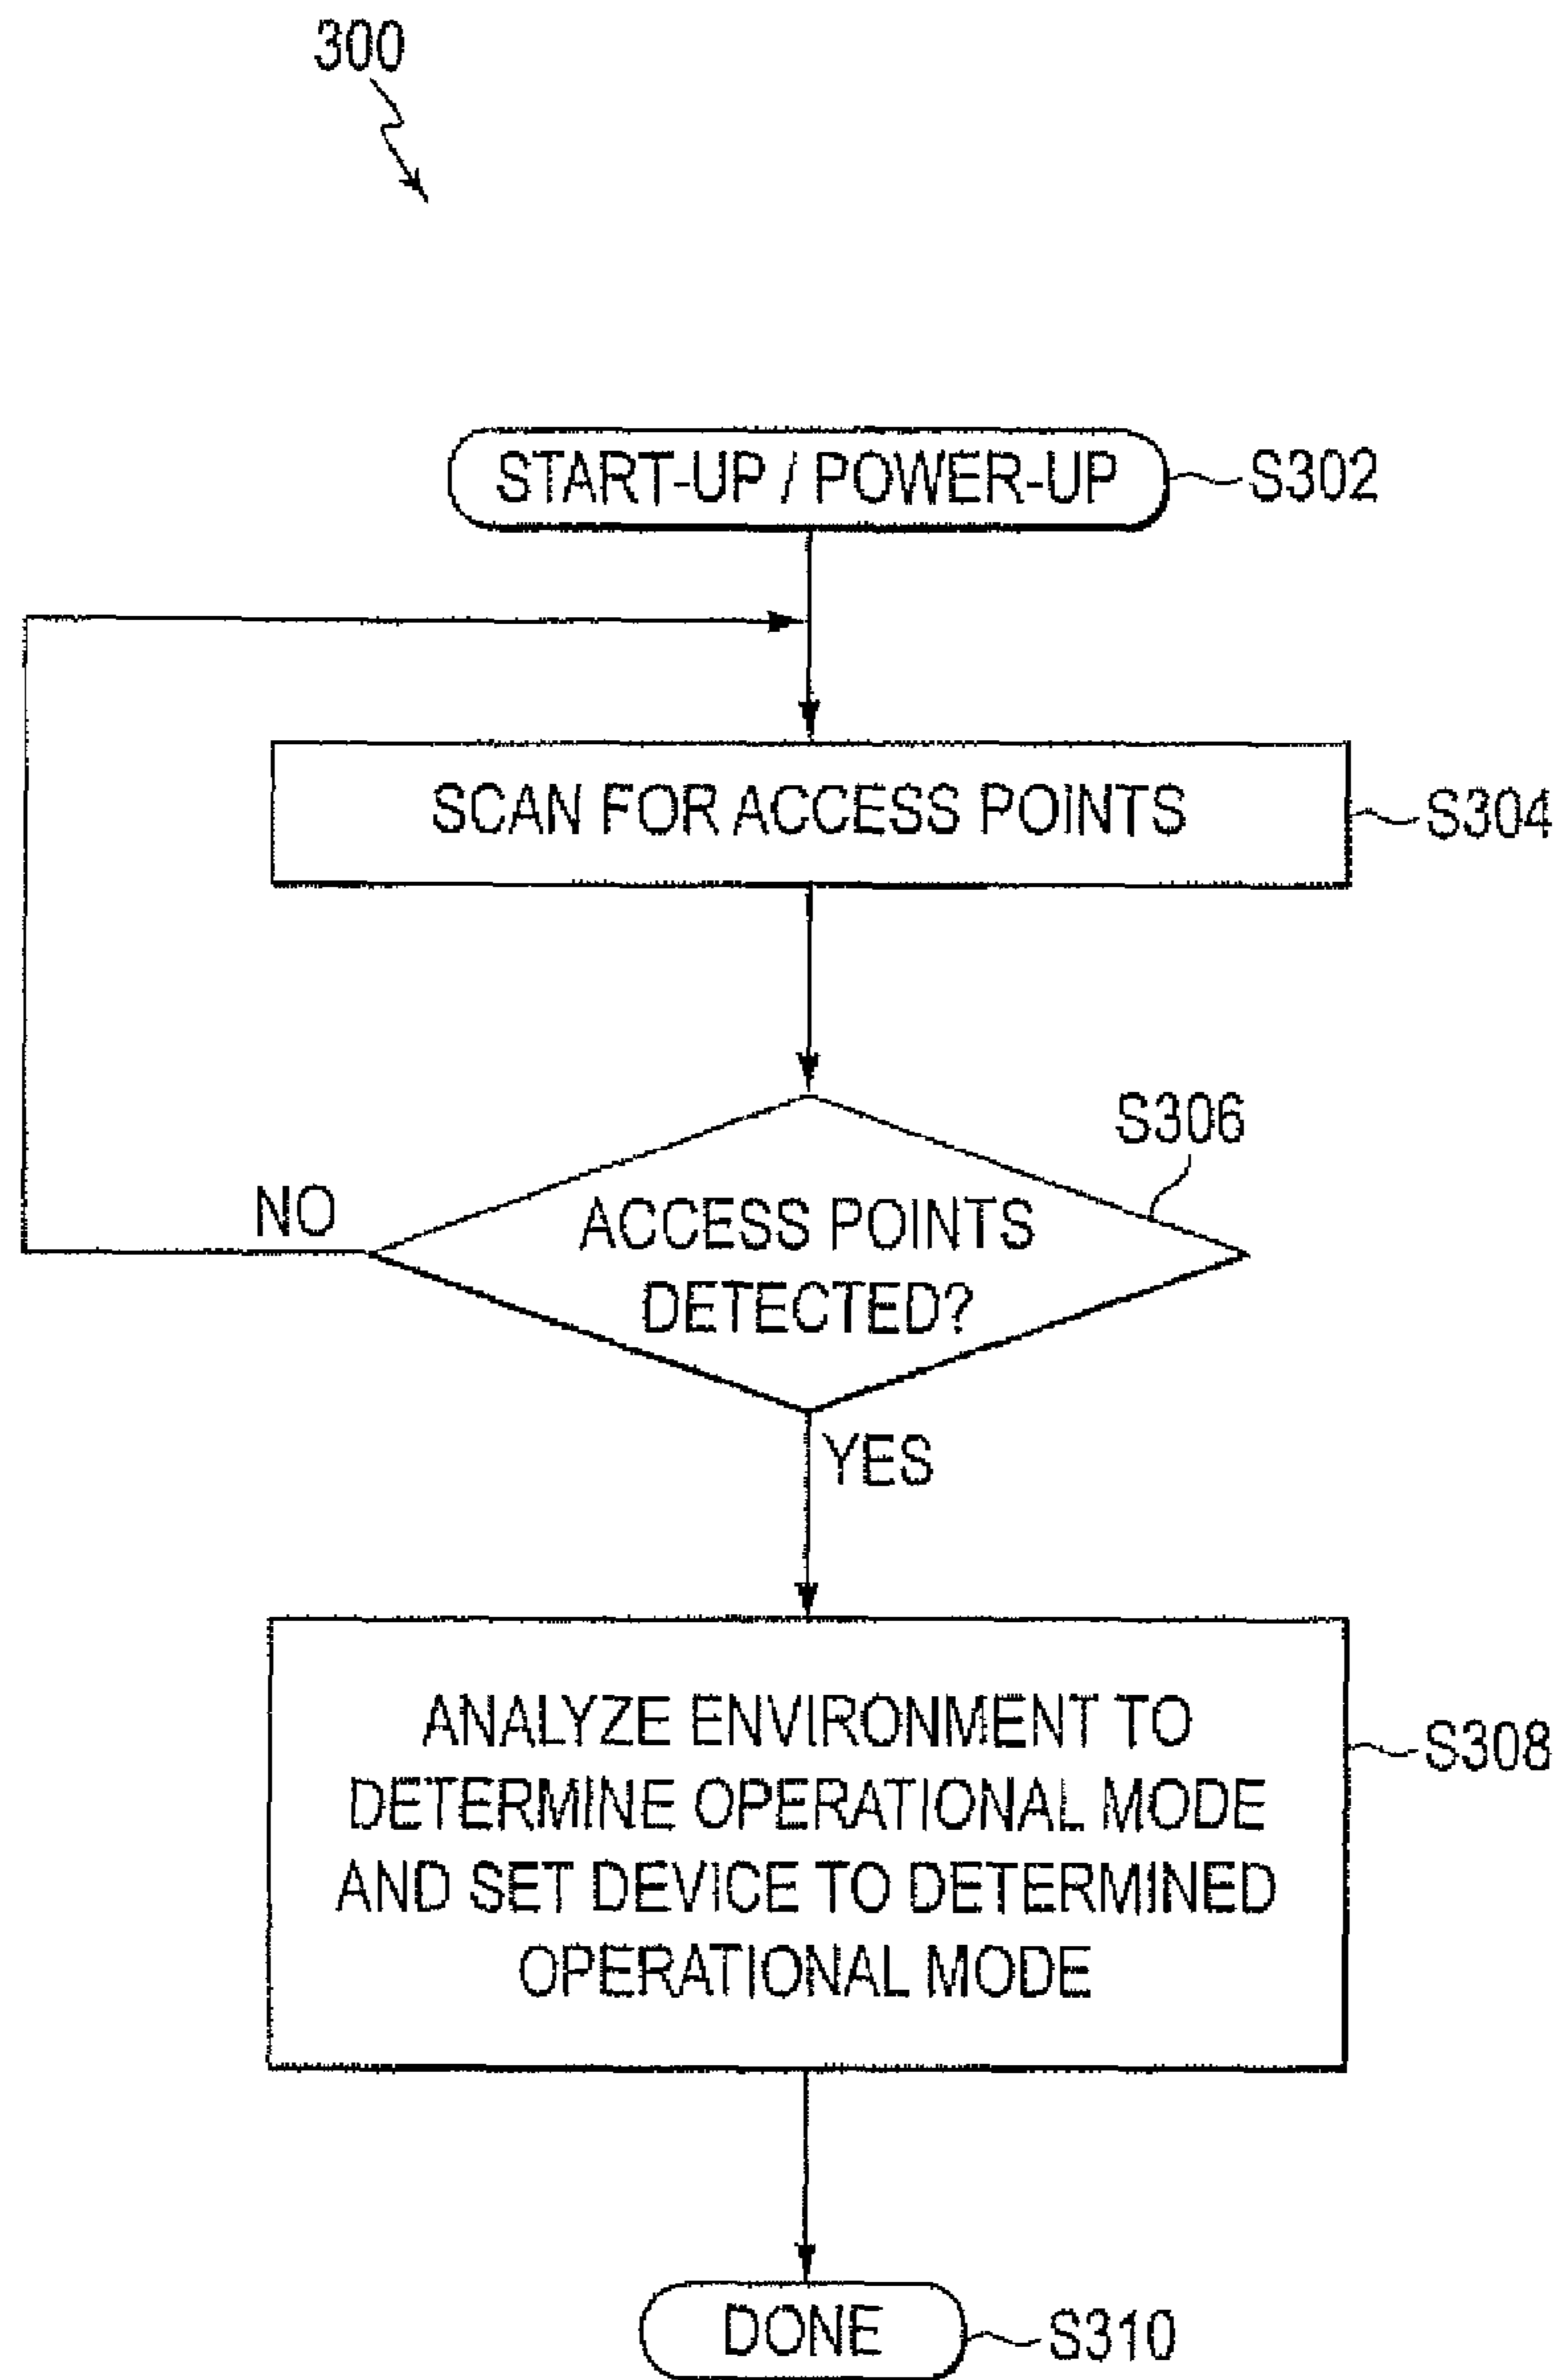 300
START-UP / POWER-UP
S302
SCAN FOR ACCESS POINTS
S304
S306
ACCESS POINTS
DETECTED?
NO
YES
ANALYZE ENVIRONMENT TO
DETERMINE OPERATIONAL MODE
AND SET DEVICE TO DETERMINED
OPERATIONAL MODE
S308
DONE
S310